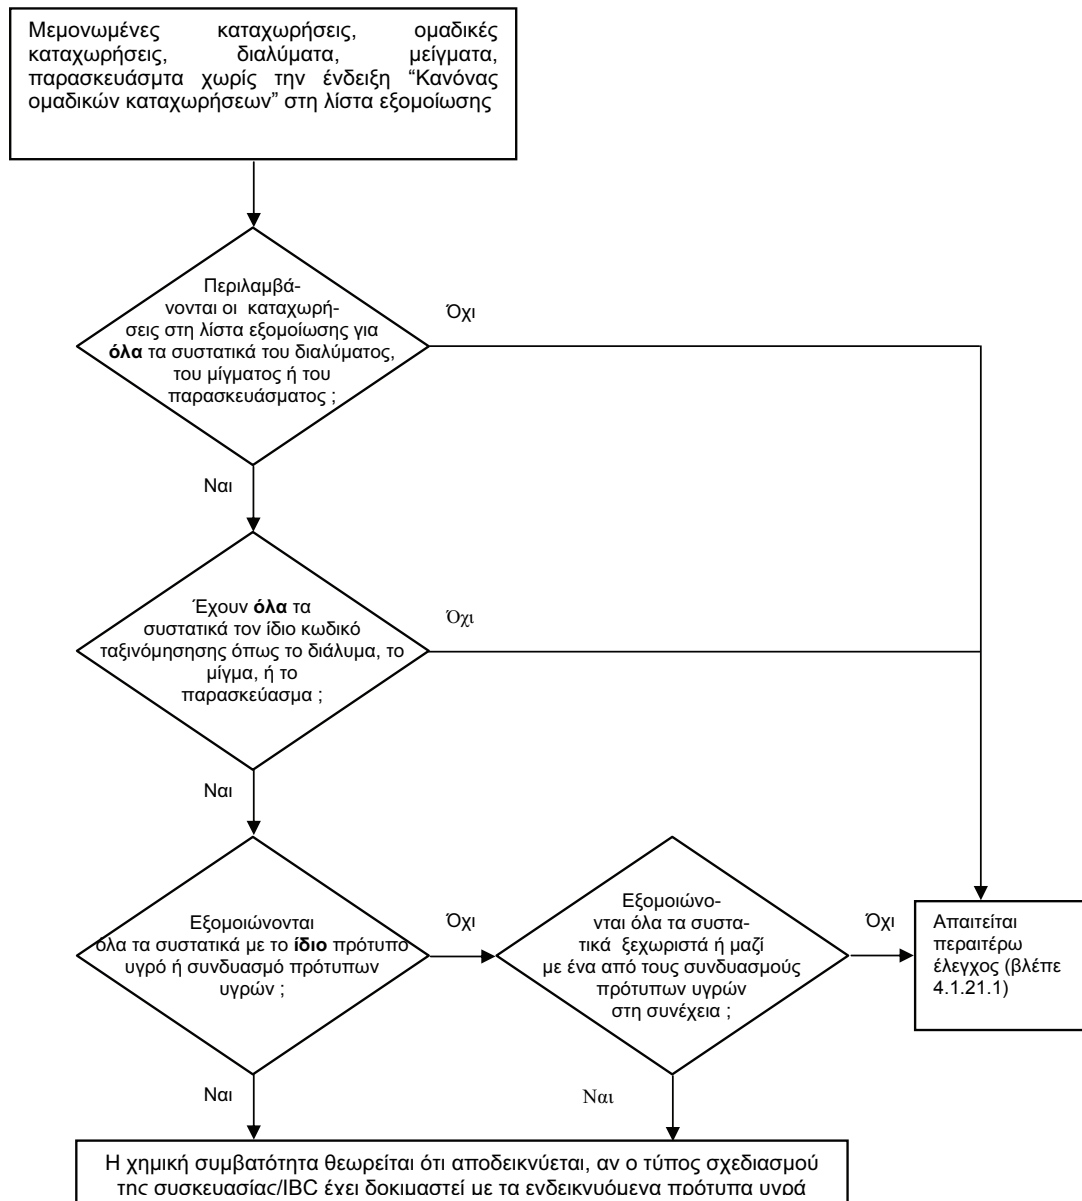 Μεμονωμένες καταχωρήσεις, ομαδικές
καταχωρήσεις, διαλύματα, μείγματα,
παρασκευάσμτα χωρίς την ένδειξη “Κανόνας
ομαδικών καταχωρήσεων” στη λίστα εξομοίωσης
Περιλαμβά-
νονται οι καταχωρή-
σεις στη λίστα εξομοίωσης για
όλα τα συστατικά του διαλύματος,
του μίγματος ή του
παρασκευάσματος ;
Όχι
Ναι
Έχουν όλα τα
συστατικά τον ίδιο κωδικό
ταξινόμησησης όπως το διάλυμα, το
μίγμα, ή το
παρασκεύασμα ;
Όχι
Ναι
Εξομοιώνονται
όλα τα συστατικά με το ίδιο πρότυπο
υγρό ή συνδυασμό πρότυπων
υγρών ;
Όχι
Εξομοιώνο-
νται όλα τα συστα-
τικά ξεχωριστά ή μαζί
με ένα από τους συνδυασμούς
πρότυπων υγρών
στη συνέχεια ;
Όχι
Απαιτείται
περαιτέρω
έλεγχος (βλέπε
4.1.21.1)
Ναι
Ναι
Η χημική συμβατότητα θεωρείται ότι αποδεικνύεται, αν ο τύπος σχεδιασμού
της συσκευασίας/IBC έχει δοκιμαστεί με τα ενδεικνυόμενα πρότυπα υγρά